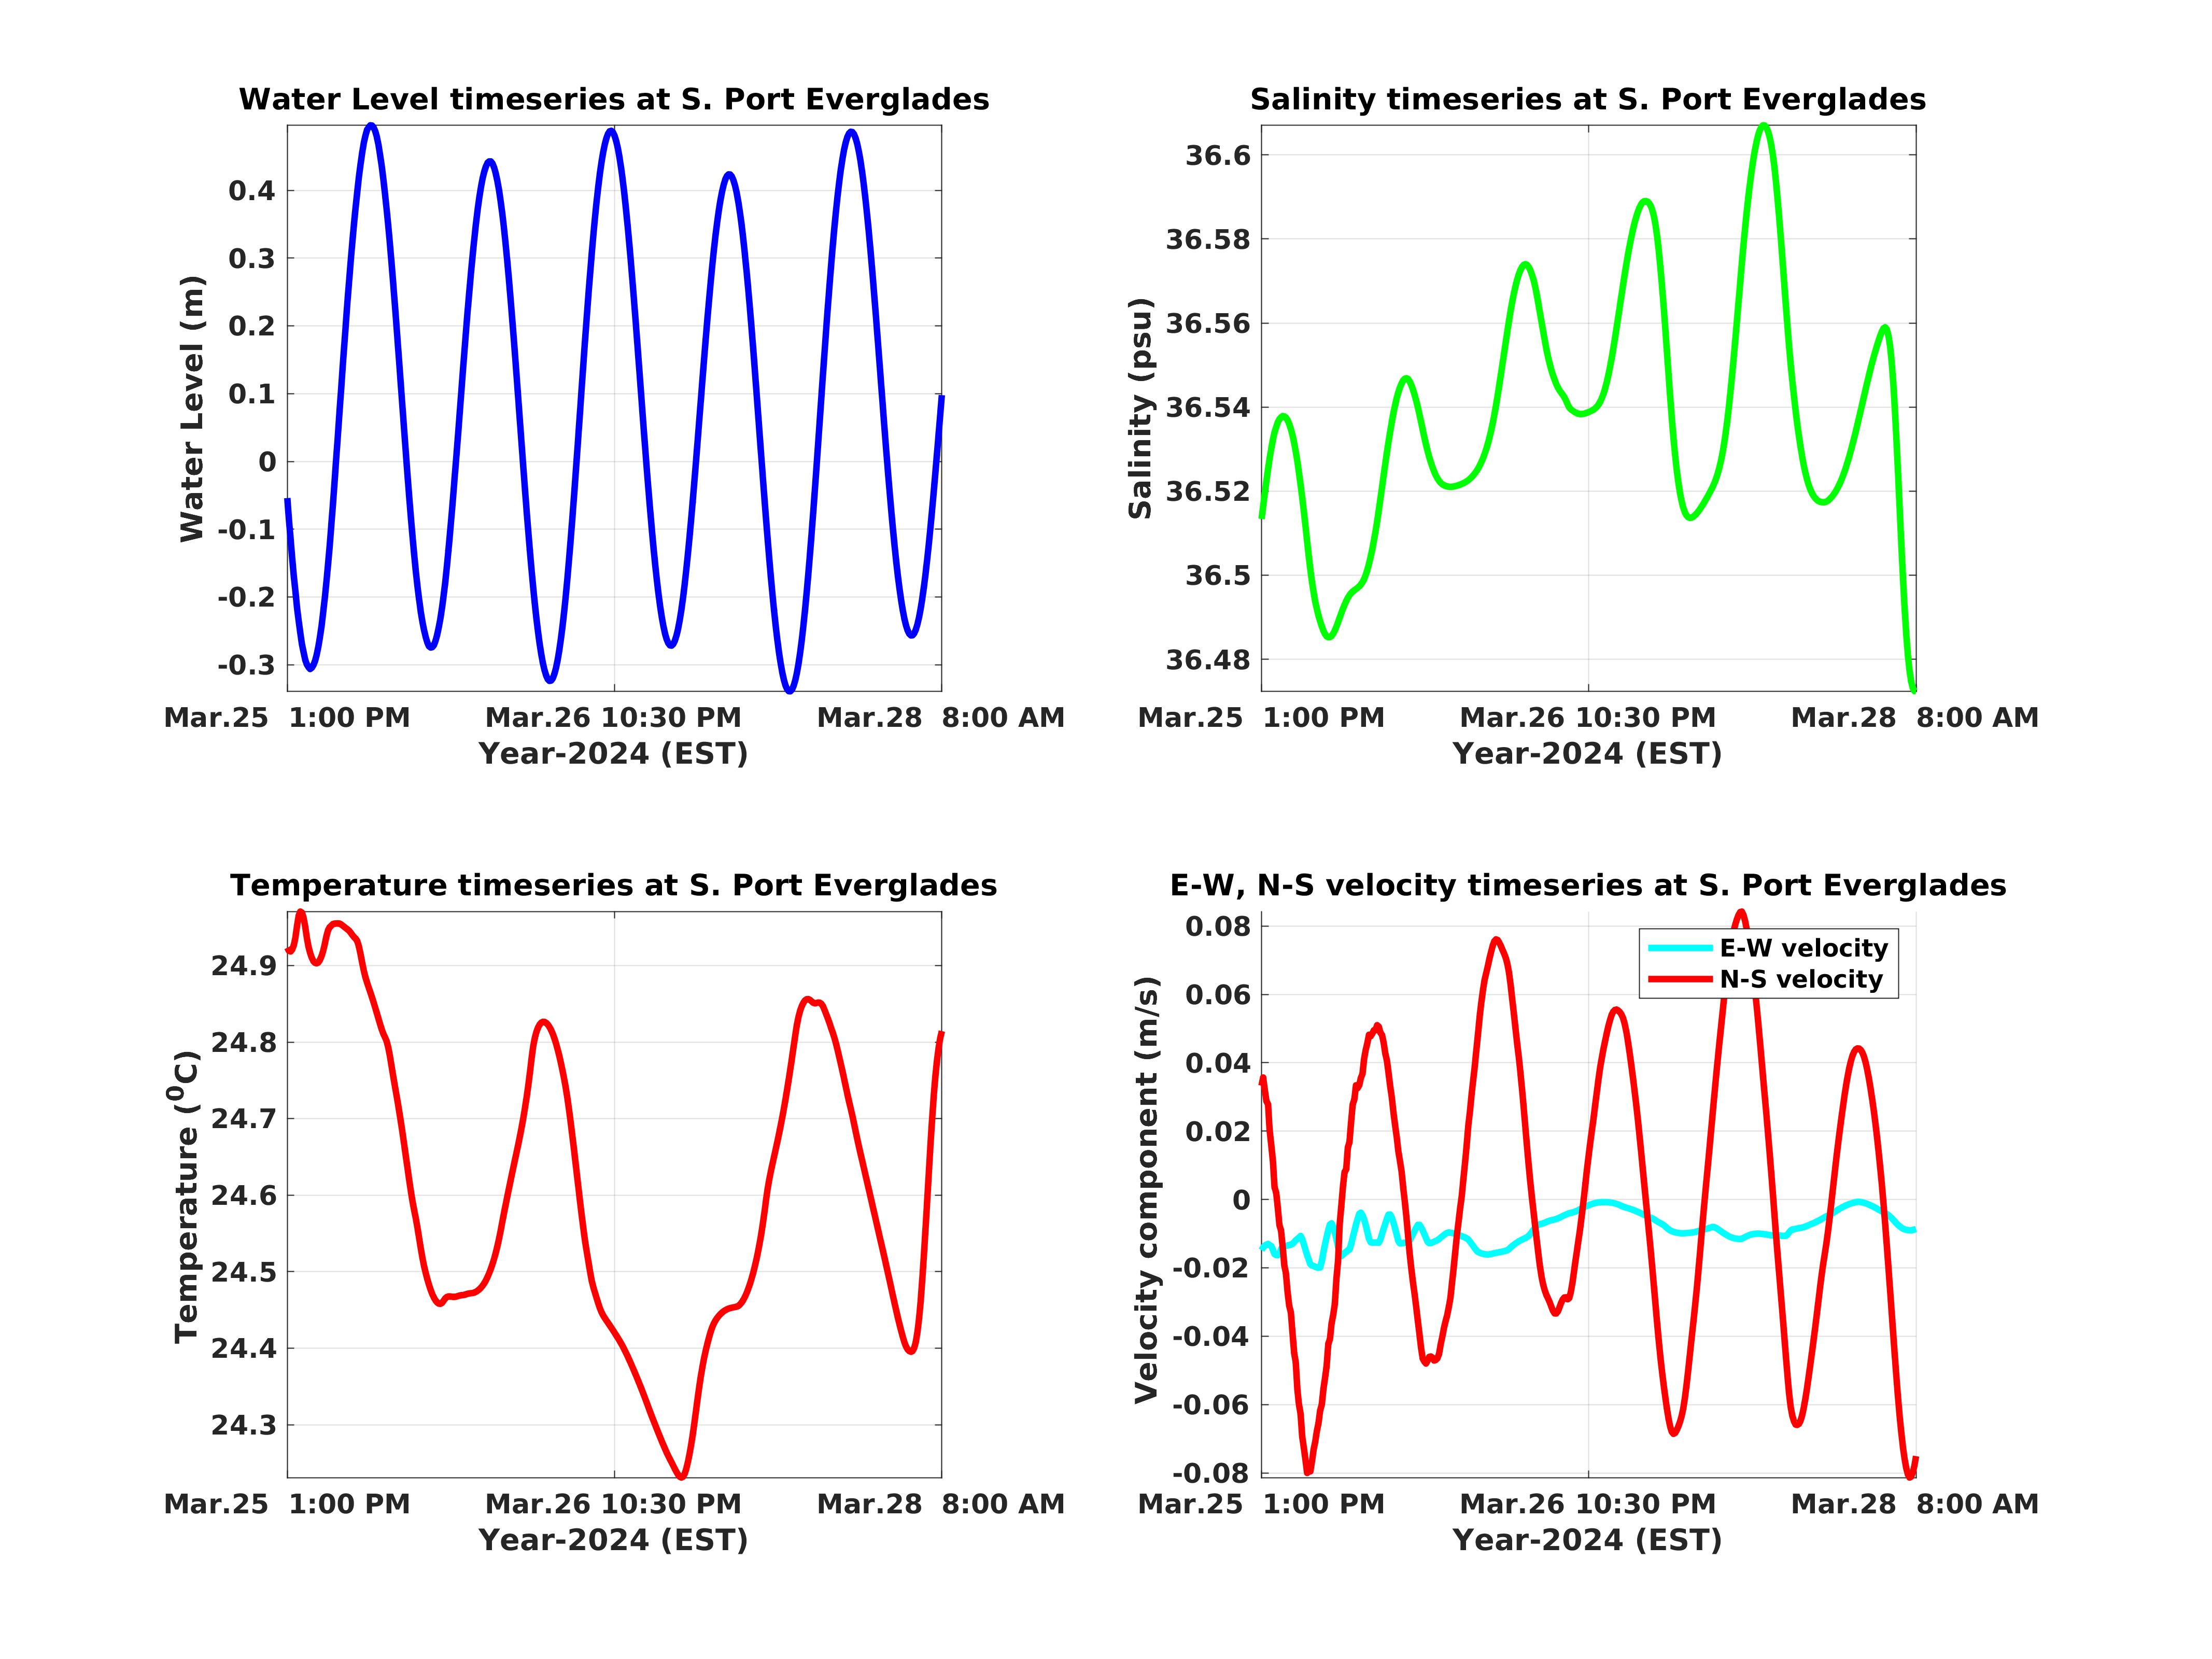 Water Level timeseries at S. Port Everglades
Water Level (m)
0.4
0.3
0.2
0.1
0
-0.1
-0.2
-0.3
Mar.25 1:00 PM Mar.26 10:30 PM Mar.28 8:00 AM
Year-2024 (EST)
Salinity timeseries at S. Port Everglades
Salinity (psu)
36.6
36.58
36.56
36.54
36.52
36.5
36.48
Mar.25 1:00 PM Mar.26 10:30 PM Mar.28 8:00 AM
Year-2024 (EST)
Temperature timeseries at S. Port Everglades
Temperature (⁰C)
24.9
24.8
24.7
24.6
24.5
24.4
24.3
Mar.25 1:00 PM Mar.26 10:30 PM Mar.28 8:00 AM
Year-2024 (EST)
E-W, N-S velocity timeseries at S. Port Everglades
Velocity component (m/s)
0.08
0.06
0.04
0.02
0
-0.02
-0.04
-0.06
-0.08
E-W velocity
N-S velocity
Mar.25 1:00 PM Mar.26 10:30 PM Mar.28 8:00 AM
Year-2024 (EST)